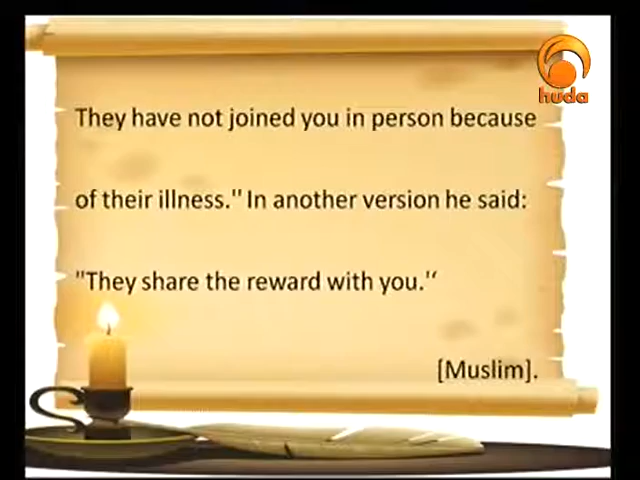 huda
They have not joined you in person because
of their illness." In another version he said:
"They share the reward with you."
[Muslim].